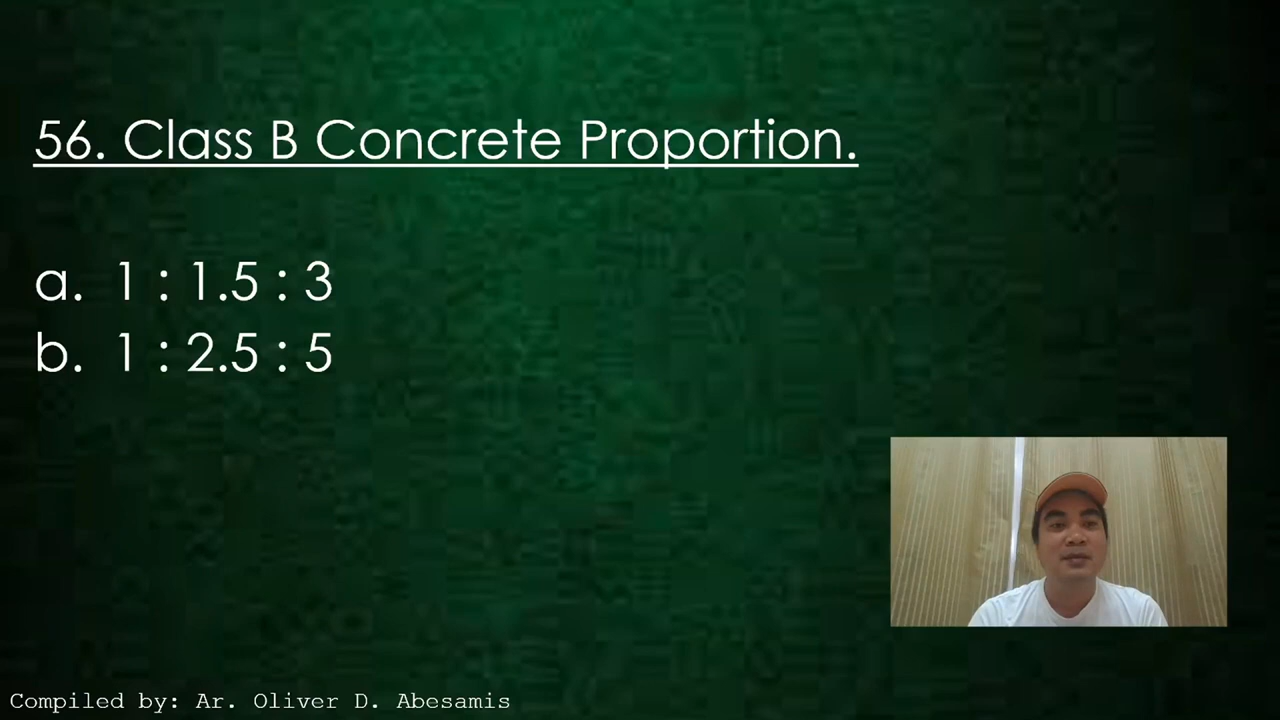 56. Class B Concrete Proportion.
a. 1 : 1.5 : 3
b. 1 : 2.5 : 5
Compiled by: Ar. Oliver D. Abesamis